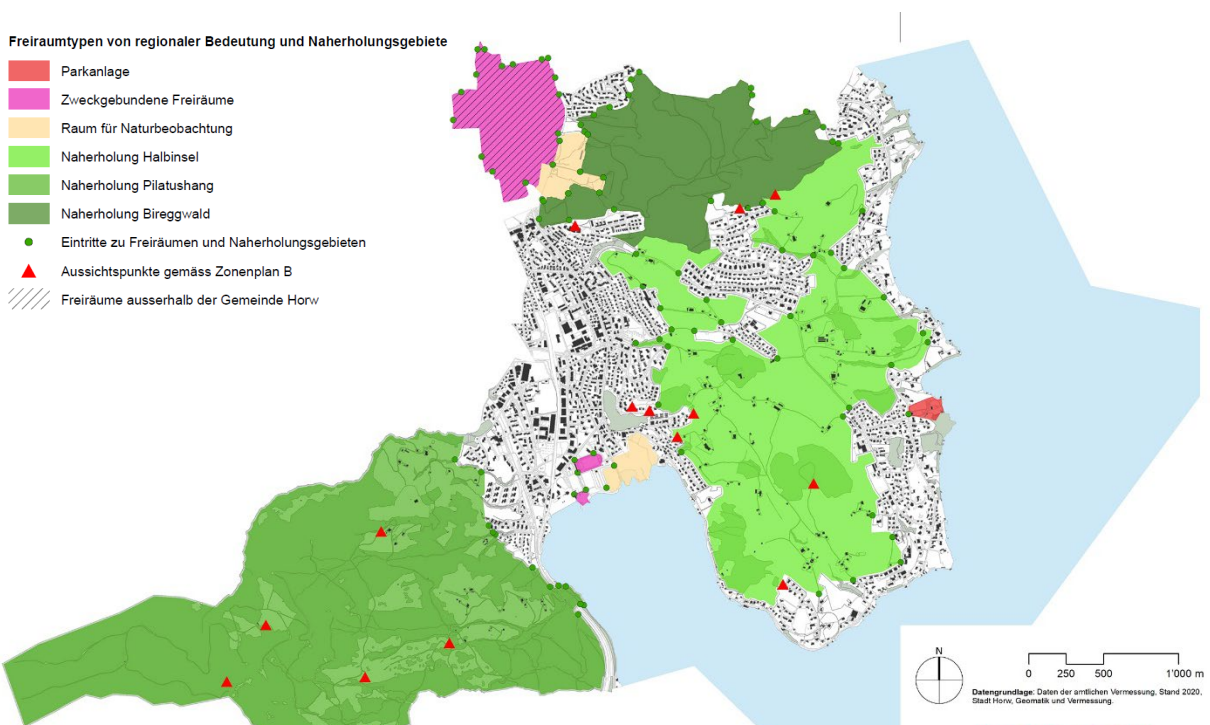 Freiraumtypen von regionaler Bedeutung und Naherholungsgebiete
Parkanlage
Zweckgebundene Freiräume
Raum für Naturbeobachtung
Naherholung Halbinsel
Naherholung Pilatushang
Naherholung Bireggwald
Eintritte zu Freiräumen und Naherholungsgebieten
Aussichtspunkte gemäss Zonenplan B
Freiräume ausserhalb der Gemeinde Horw
N
0 250 500 1'000 m
Datengrundlage: Daten der amtlichen Vermessung, Stand 2020,
Stadt Horw, Geomatik und Vermessung.